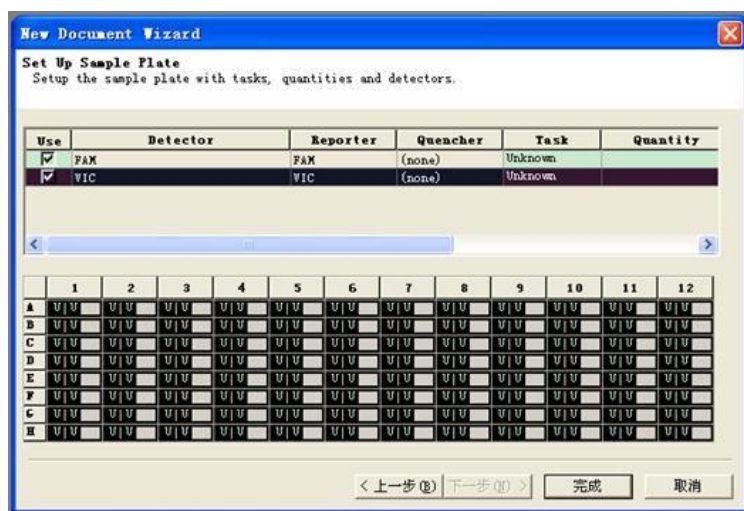 New Document Wizard
Set Up Sample Plate
Setup the sample plate with tasks, quantities and detectors.
Use Detector Reporter Quencher Task Quantity
FAM FAM (none) Unknown
VIC VIC (none) Unknown
1 2 3 4 5 6 7 8 9 10 11 12
A U U U U U U U U U U U U U U U U U U U U U U U U
B U U U U U U U U U U U U U U U U U U U U U U U U
C U U U U U U U U U U U U U U U U U U U U U U U U
D U U U U U U U U U U U U U U U U U U U U U U U U
E U U U U U U U U U U U U U U U U U U U U U U U U
F U U U U U U U U U U U U U U U U U U U U U U U U
G U U U U U U U U U U U U U U U U U U U U U U U U
H U U U U U U U U U U U U U U U U U U U U U U U U
< 上一步(B) 下一步(N) > 完成 取消